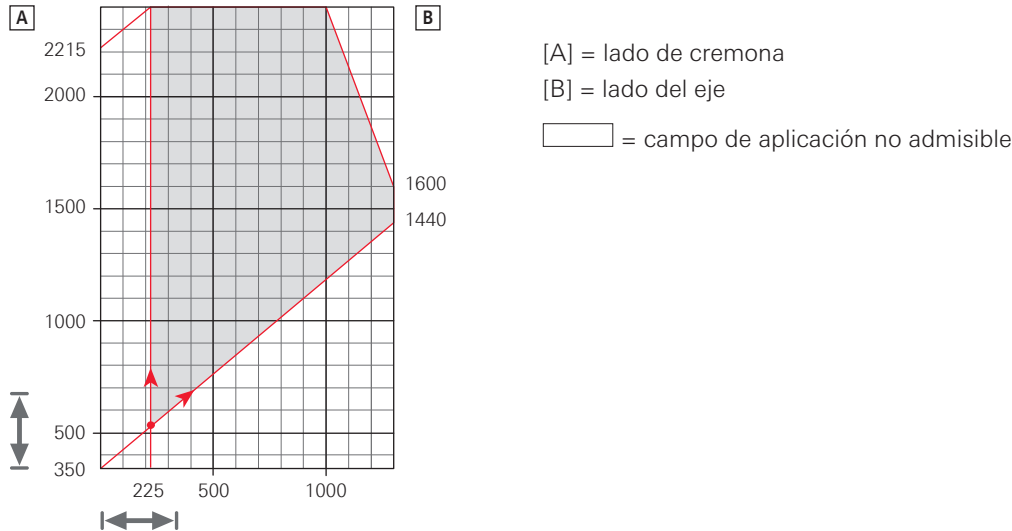 A
B
2215
2000
1600
1500
1440
1000
500
350
225 500 1000
[A] = lado de cremona
[B] = lado del eje
= campo de aplicación no admisible